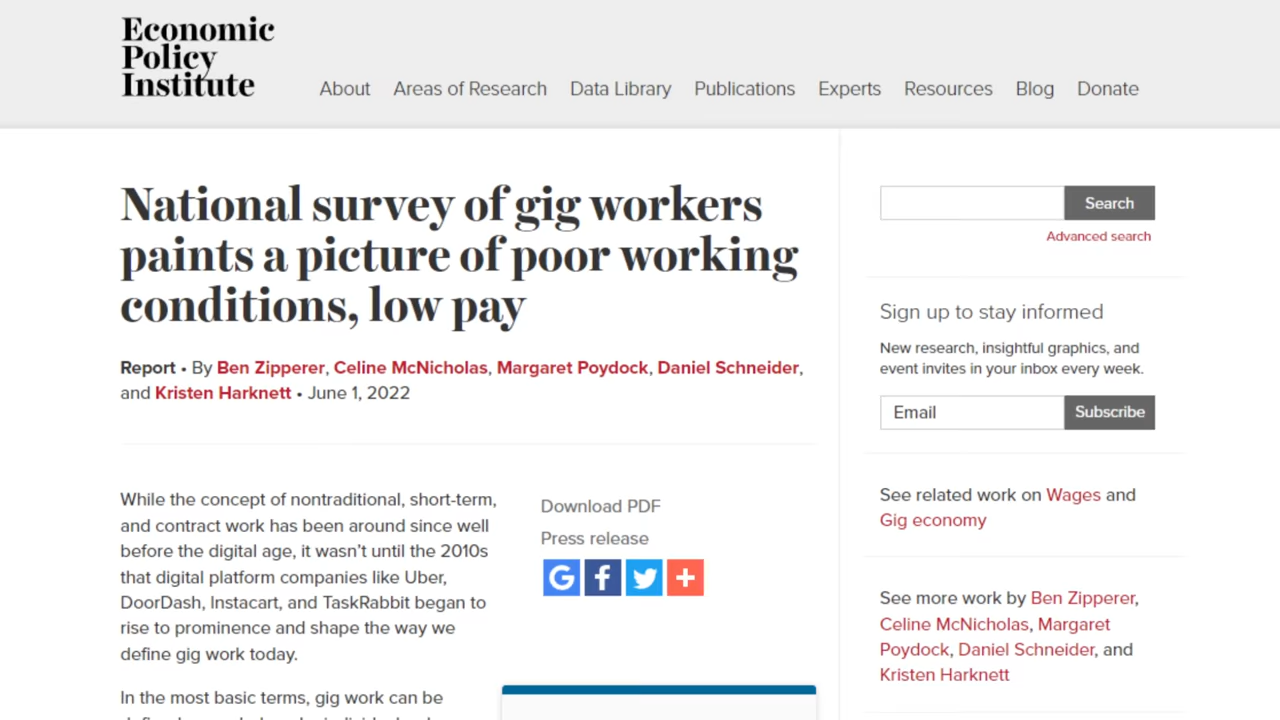 Economic
Policy
Institute
About Areas of Research Data Library Publications Experts Resources Blog Donate
National survey of gig workers
paints a picture of poor working
conditions, low pay
Report • By Ben Zipperer, Celine McNicholas, Margaret Poydock, Daniel Schneider,
and Kristen Harknett • June 1, 2022
While the concept of nontraditional, short-term,
and contract work has been around since well
before the digital age, it wasn’t until the 2010s
that digital platform companies like Uber,
DoorDash, Instacart, and TaskRabbit began to
rise to prominence and shape the way we
define gig work today.
In the most basic terms, gig work can be
Download PDF
Press release
Search
Advanced search
Sign up to stay informed
New research, insightful graphics, and
event invites in your inbox every week.
Email Subscribe
See related work on Wages and
Gig economy
See more work by Ben Zipperer,
Celine McNicholas, Margaret
Poydock, Daniel Schneider, and
Kristen Harknett